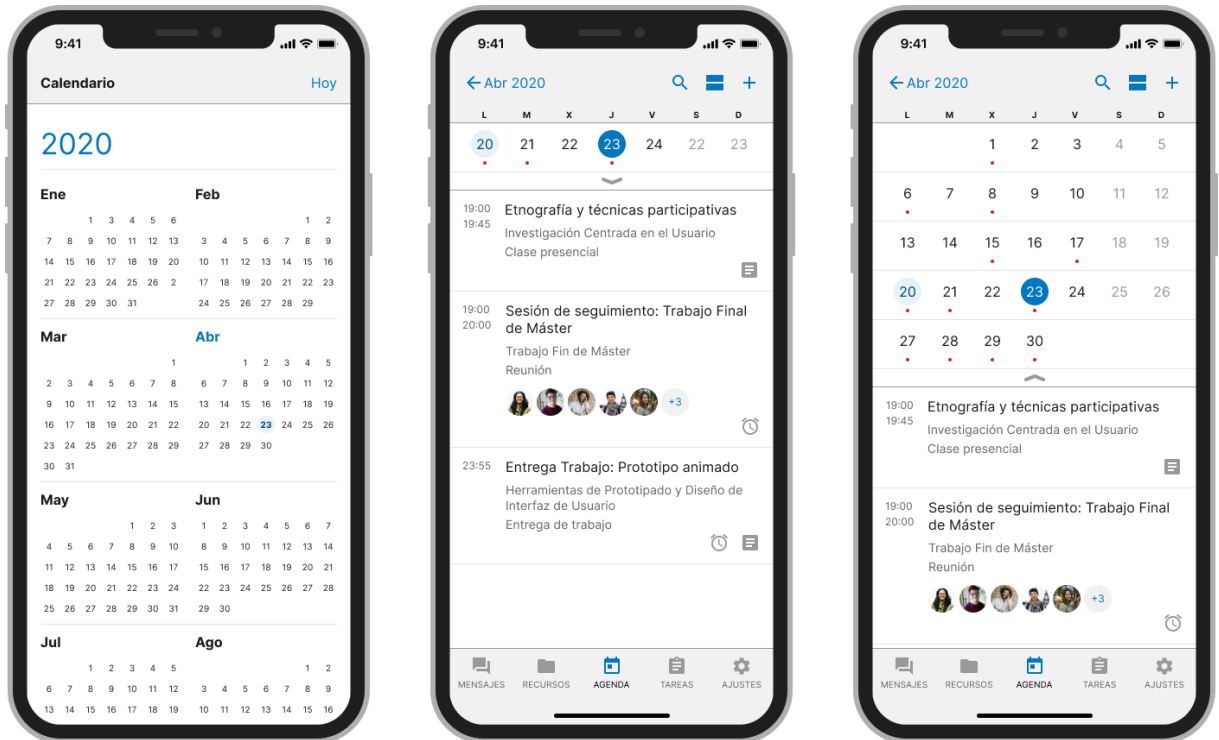 9:41
Calendario Hoy
2020
Ene Feb
1 3 4 5 6 1 2
7 8 9 10 11 12 13 3 4 5 6 7 8 9
14 15 16 17 18 19 20 10 11 12 13 14 15 16
21 22 23 24 25 26 2 17 18 19 20 21 22 23
27 28 29 30 31 24 25 26 27 28 29
Mar Abr
1 1 2 3 4 5
2 3 4 5 6 7 8 6 7 8 9 10 11 12
9 10 11 12 13 14 15 13 14 15 16 17 18 19
16 17 18 19 20 21 22 20 21 22 23 24 25 26
23 24 25 26 27 28 29 27 28 29 30
30 31
May Jun
1 2 3 1 2 3 4 5 6 7
4 5 6 7 8 9 10 8 9 10 11 12 13 14
11 12 13 14 15 16 17 15 16 17 18 19 20 21
18 19 20 21 22 23 24 22 23 24 25 26 27 28
25 26 27 28 29 30 31 29 30
Jul Ago
1 2 3 4 5 1 2
6 7 8 9 10 11 12 3 4 5 6 7 8 9
13 14 15 16 17 18 19 10 11 12 13 14 15 16
9:41
Abr 2020
L M X J V S D
20 21 22 23 24 22 23
19:00 Etnografía y técnicas participativas
19:45 Investigación Centrada en el Usuario
Clase presencial
19:00 Sesión de seguimiento: Trabajo Final
20:00 de Máster
Trabajo Fin de Máster
Reunión
+3
23:55 Entrega Trabajo: Prototipo animado
Herramientas de Prototipado y Diseño de
Interfaz de Usuario
Entrega de trabajo
MENSAJES RECURSOS AGENDA TAREAS AJUSTES
9:41
Abr 2020
L M X J V S D
1 2 3 4 5
6 7 8 9 10 11 12
13 14 15 16 17 18 19
20 21 22 23 24 25 26
27 28 29 30
19:00 Etnografía y técnicas participativas
19:45 Investigación Centrada en el Usuario
Clase presencial
19:00 Sesión de seguimiento: Trabajo Final
20:00 de Máster
Trabajo Fin de Máster
Reunión
+3
MENSAJES RECURSOS AGENDA TAREAS AJUSTES